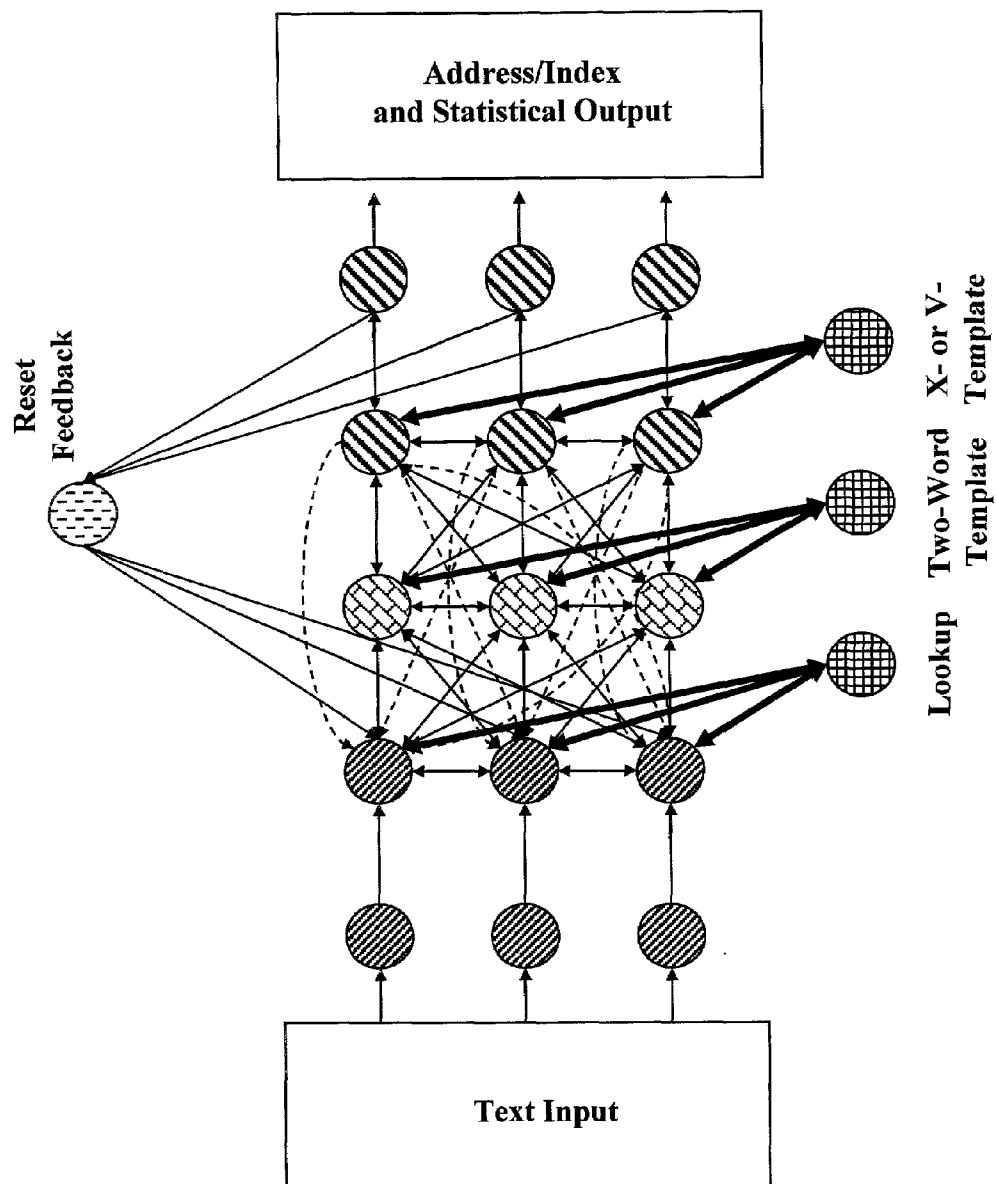 Address/Index
and Statistical Output
Reset
Feedback
X- or V-
Template
Two-Word
Template
Lookup
Text Input